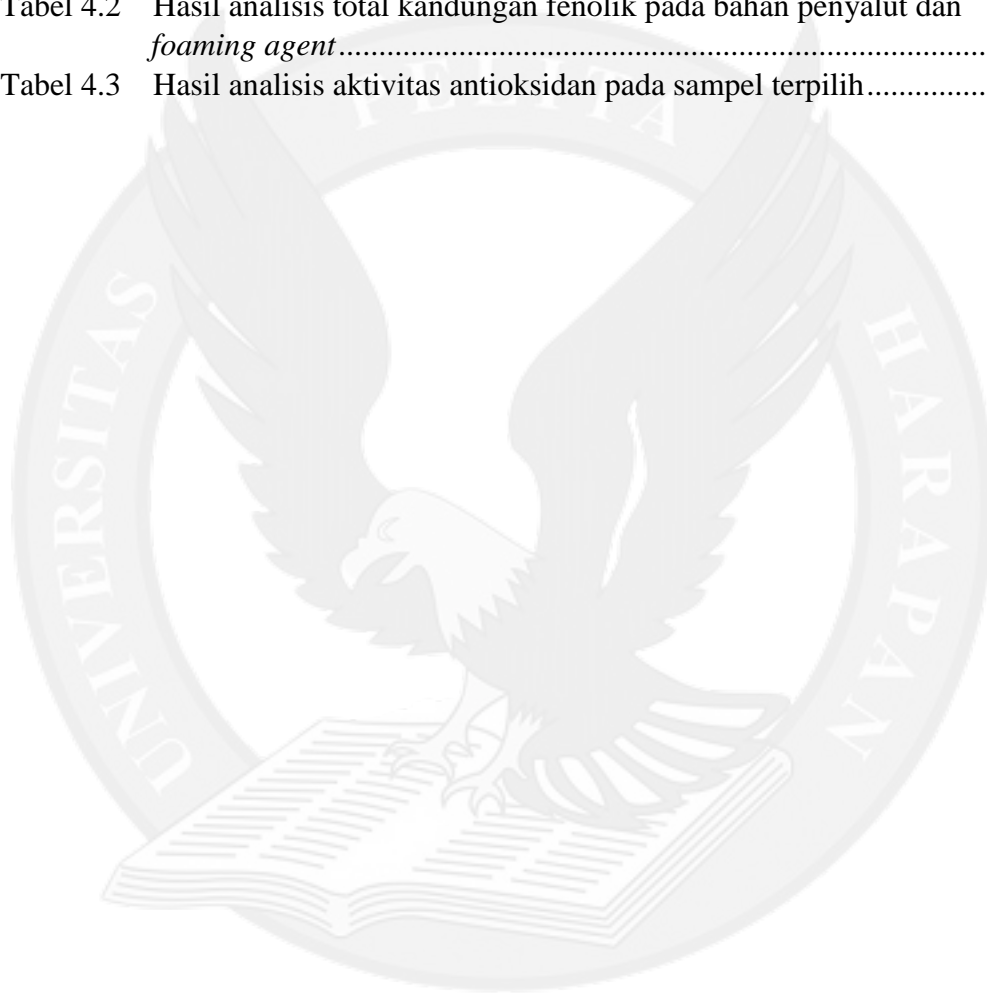 Tabel 4.2 Hasil analisis total kandungan fenolik pada bahan penyalut dan
foaming agent................................................................................
Tabel 4.3 Hasil analisis aktivitas antioksidan pada sampel terpilih...............
UNIVERSITAS PELITA HARAPAN